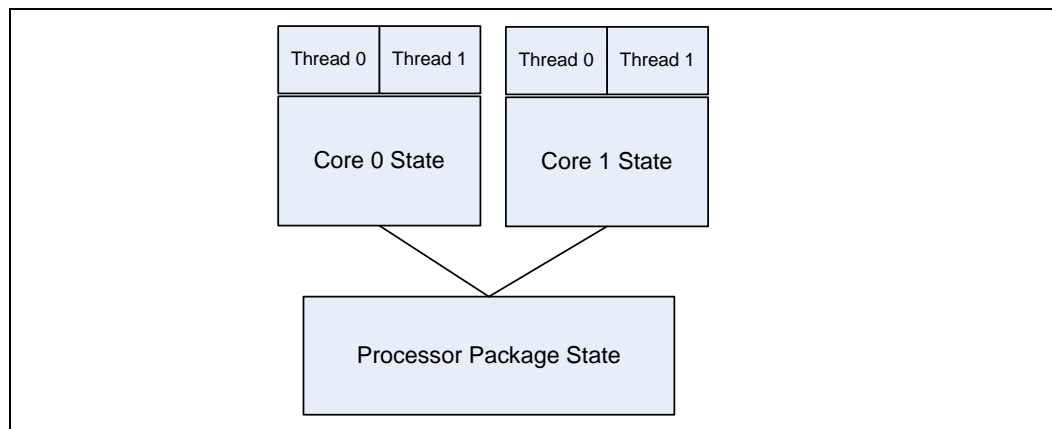 Thread 0
Thread 1
Thread 0
Thread 1
Core 0 State
Core 1 State
Processor Package State